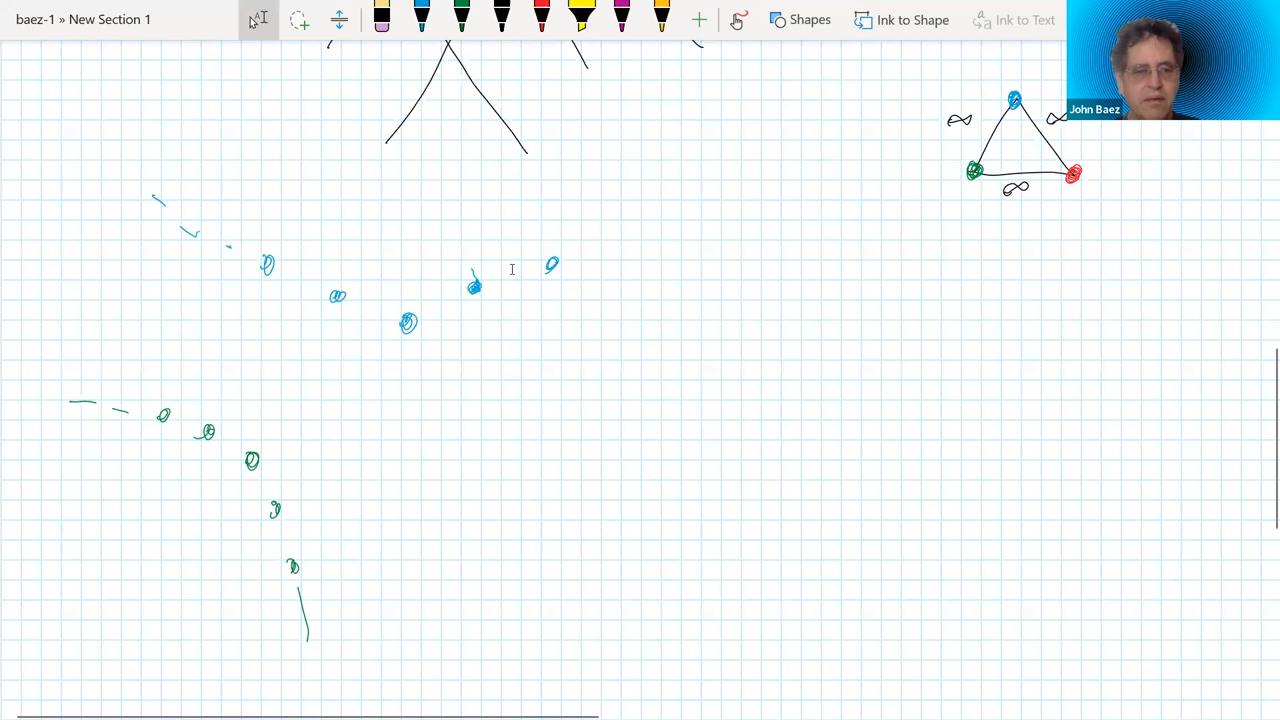 baez-1 » New Section 1
Shapes
Ink to Shape
Ink to Text
John Baez
∞ ∞
∞